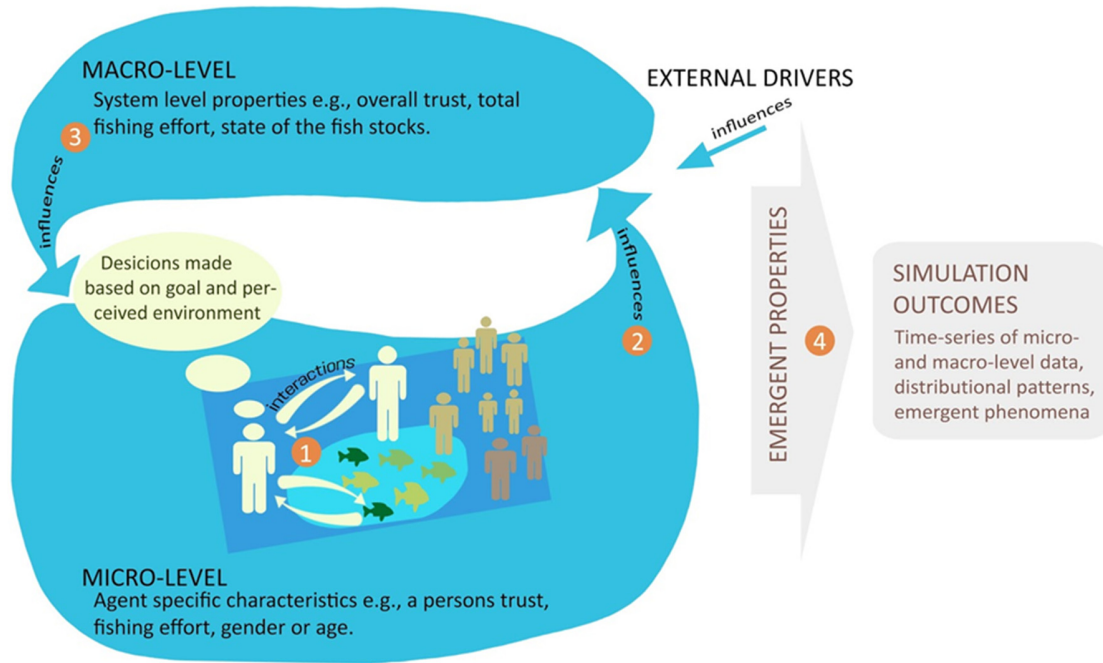 MACRO-LEVEL
System level properties e.g., overall trust, total
fishing effort, state of the fish stocks.
3
influences
EXTERNAL DRIVERS
influences
Desicions made
based on goal and per-
ceived environment
influences
2
interactions
1
MICRO-LEVEL
Agent specific characteristics e.g., a persons trust,
fishing effort, gender or age.
EMERGENT PROPERTIES
4
SIMULATION
OUTCOMES
Time-series of micro-
and macro-level data,
distributional patterns,
emergent phenomena